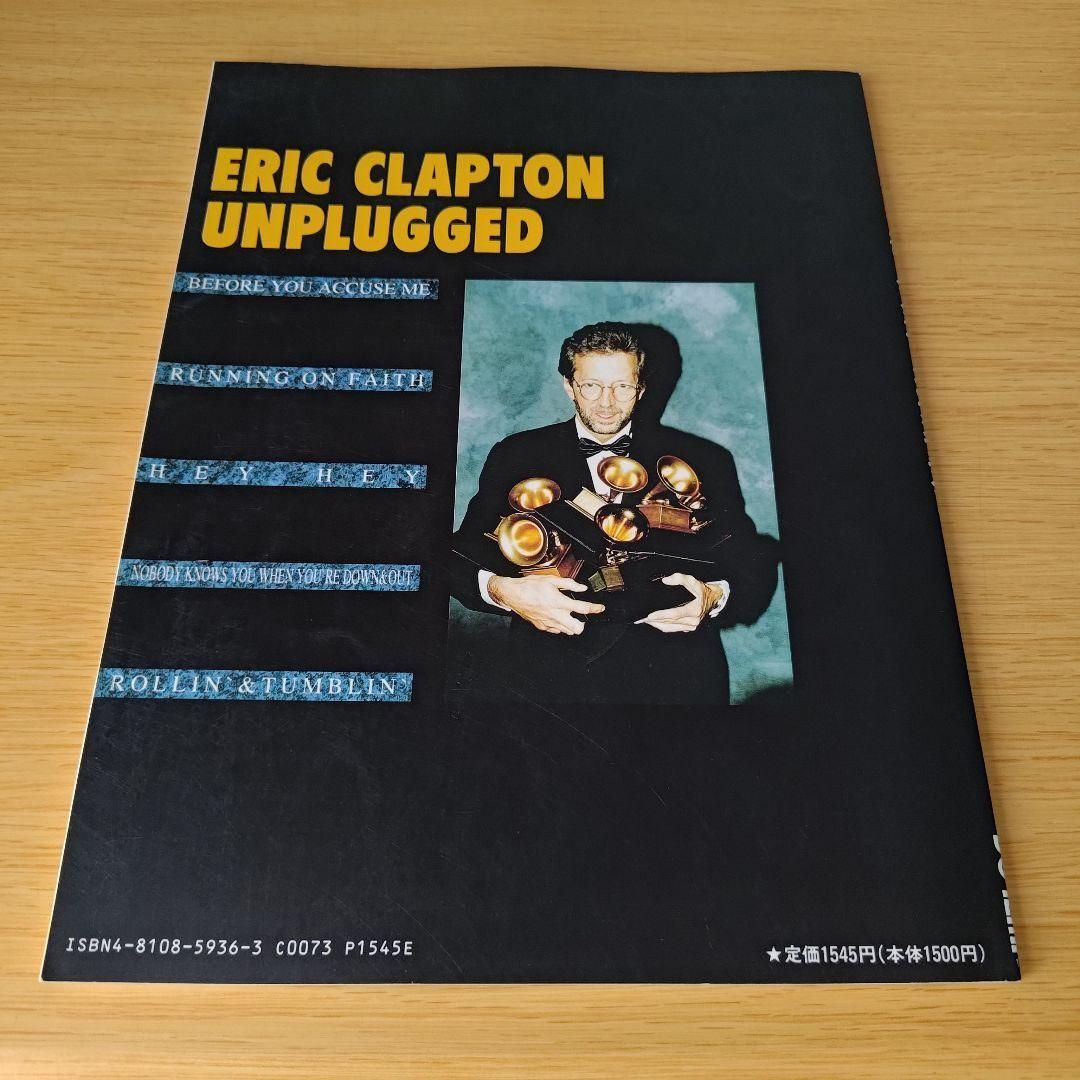 ERIC CLAPTON
UNPLUGGED
BEFORE YOU ACCUSE ME
RUNNING ON FAITH
HEY HEY
NOBODY KNOWS YOU WHEN YOU'RE DOWN&OUT
ROLLIN`&TUMBLIN`
ISBN4-8108-5936-3 C0073 P1545E
★定価1545円(本体1500円)